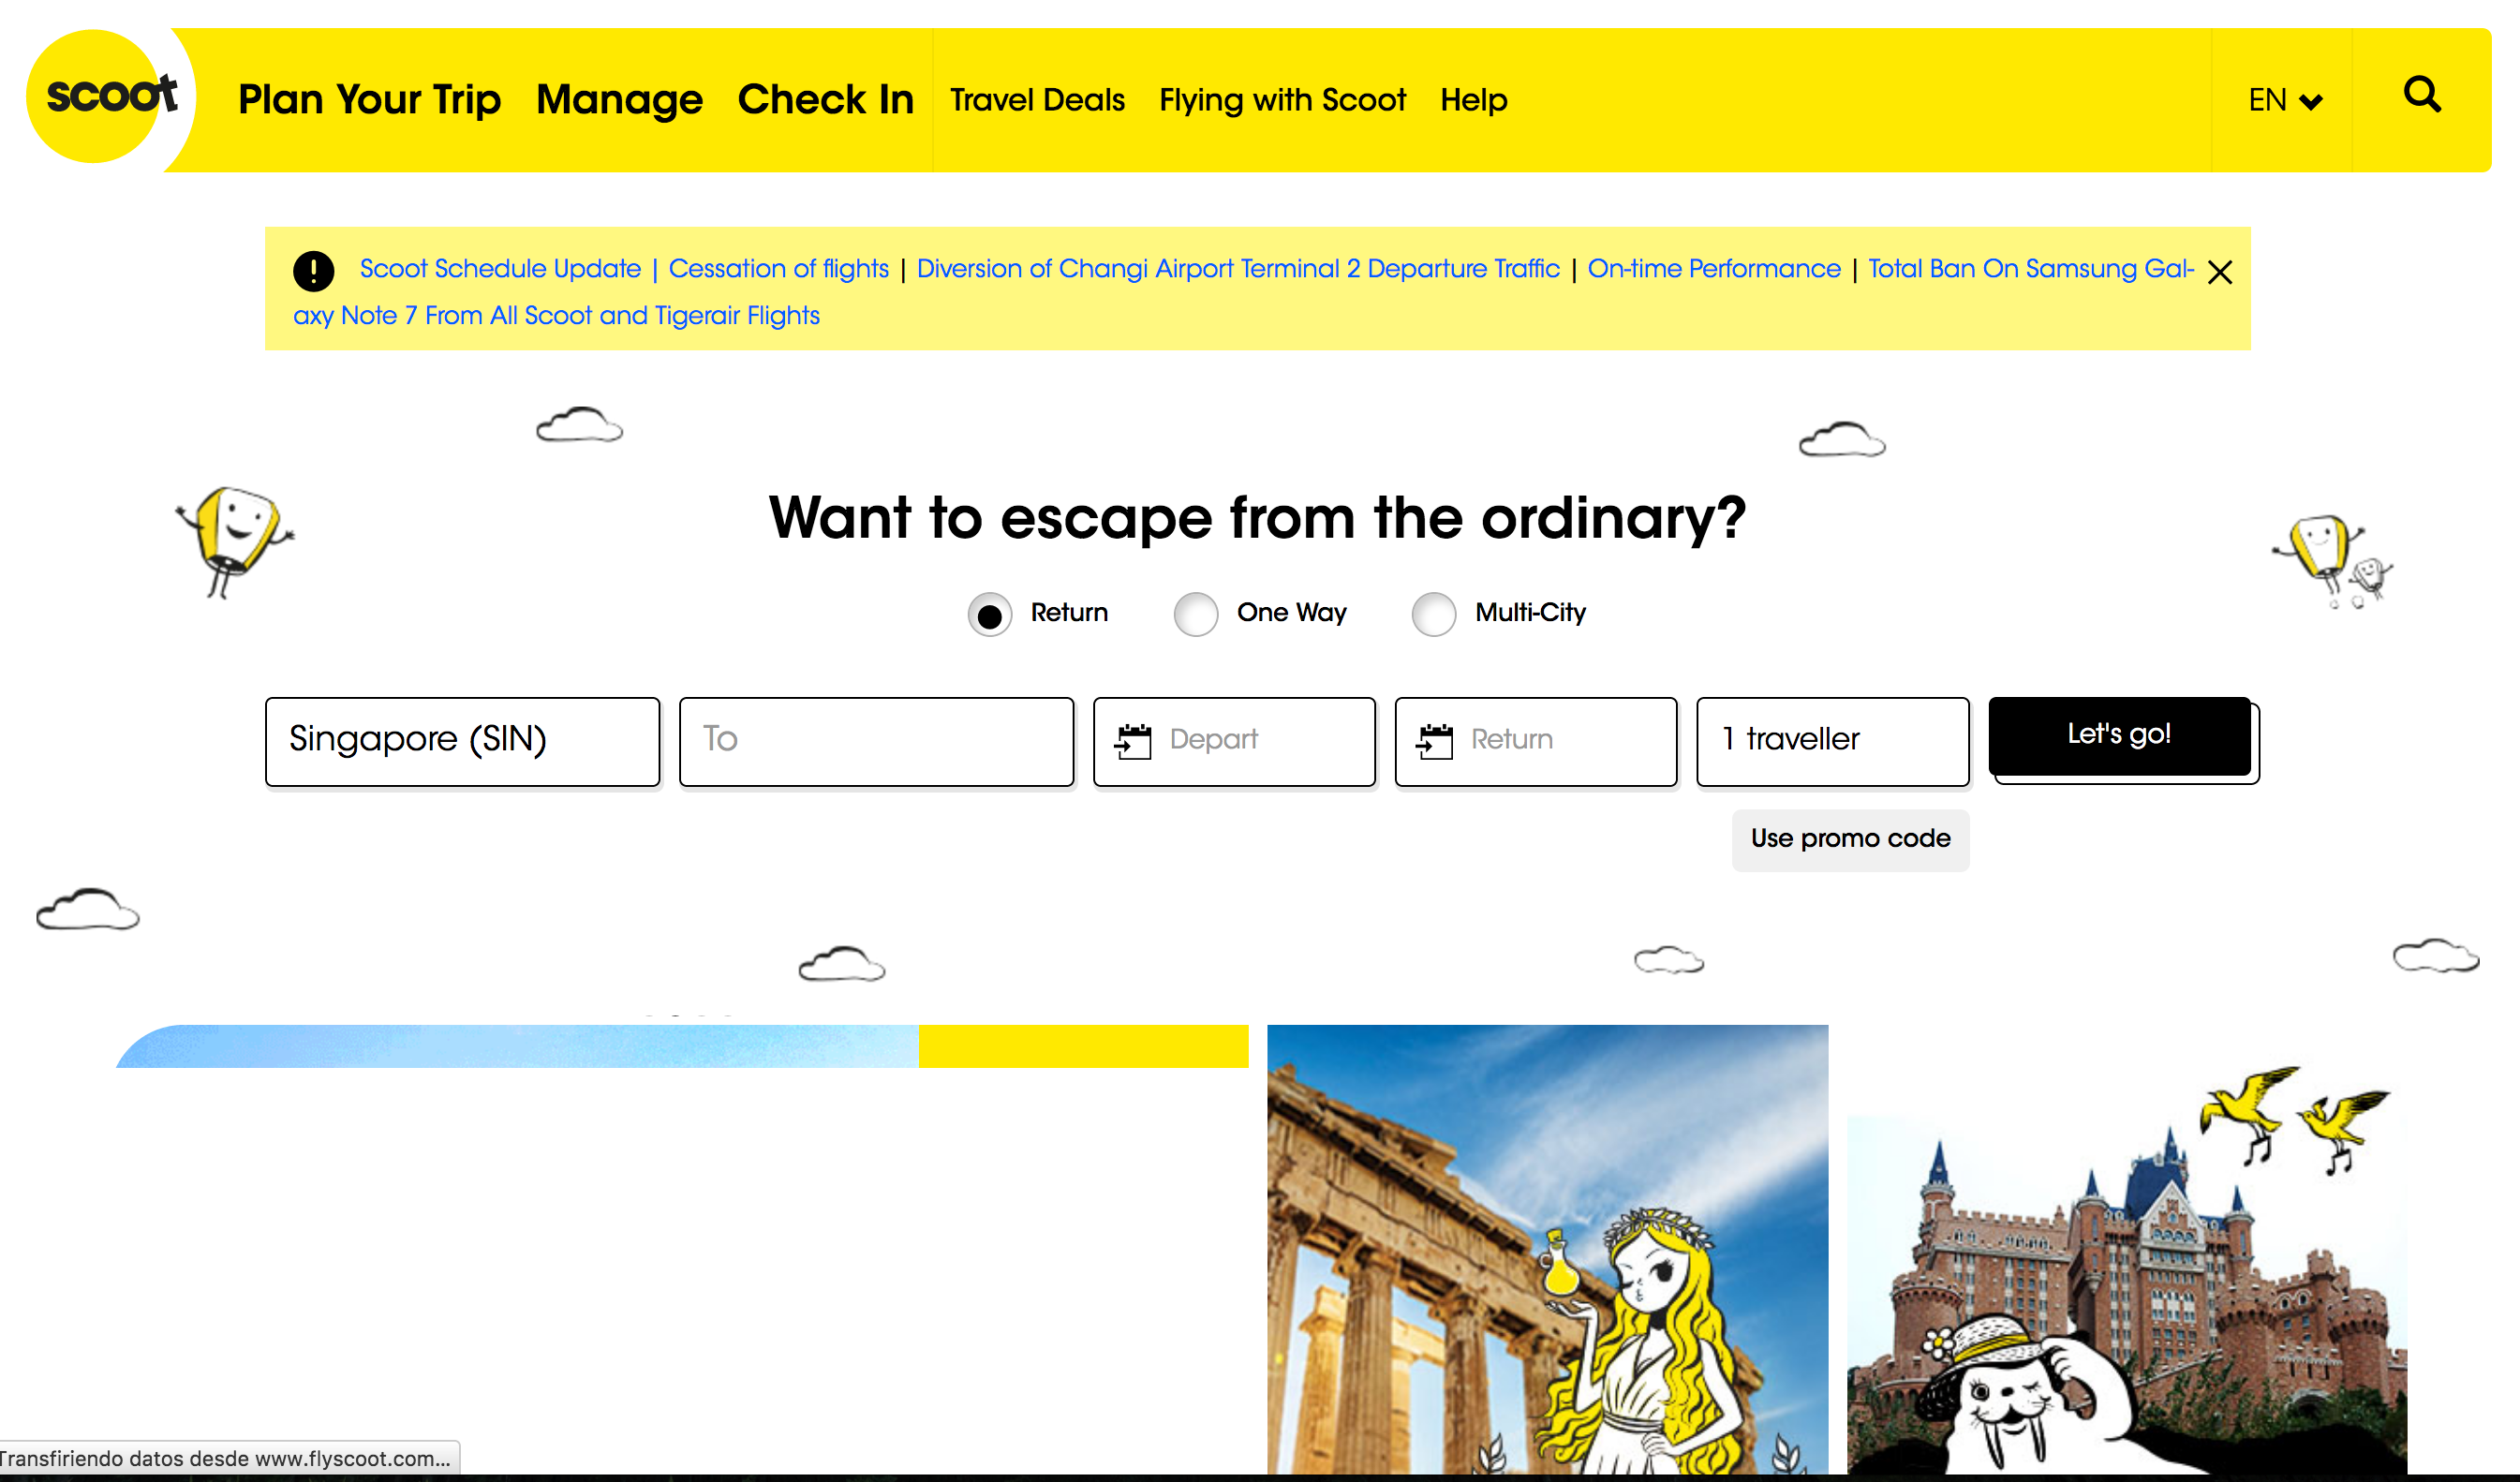 scoot
Plan Your Trip Manage Check In Travel Deals Flying with Scoot Help EN
Scoot Schedule Update | Cessation of flights | Diversion of Changi Airport Terminal 2 Departure Traffic | On-time Performance | Total Ban On Samsung Gal-
axy Note 7 From All Scoot and Tigerair Flights
Want to escape from the ordinary?
Return One Way Multi-City
Singapore (SIN) To Depart Return 1 traveller Let's go!
Use promo code
Transfiriendo datos desde www.flyscoot.com...